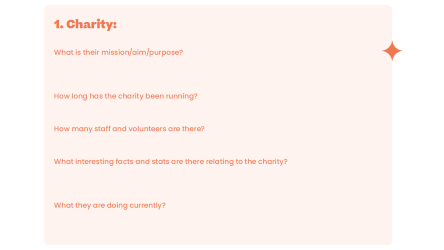 1. Charity:
What is their mission/aim/purpose?
How long has the charity been running?
How many staff and volunteers are there?
What interesting facts and stats are there relating to the charity?
What they are doing currently?